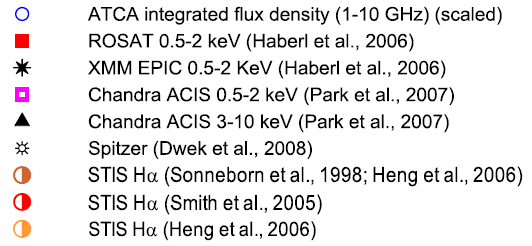 ATCA integrated flux density (1-10 GHz) (scaled)
ROSAT 0.5-2 keV (Haberl et al., 2006)
XMM EPIC 0.5-2 KeV (Haberl et al., 2006)
Chandra ACIS 0.5-2 keV (Park et al., 2007)
Chandra ACIS 3-10 keV (Park et al., 2007)
Spitzer (Dwek et al., 2008)
STIS Hα (Sonneborn et al., 1998; Heng et al., 2006)
STIS Hα (Smith et al., 2005)
STIS Hα (Heng et al., 2006)